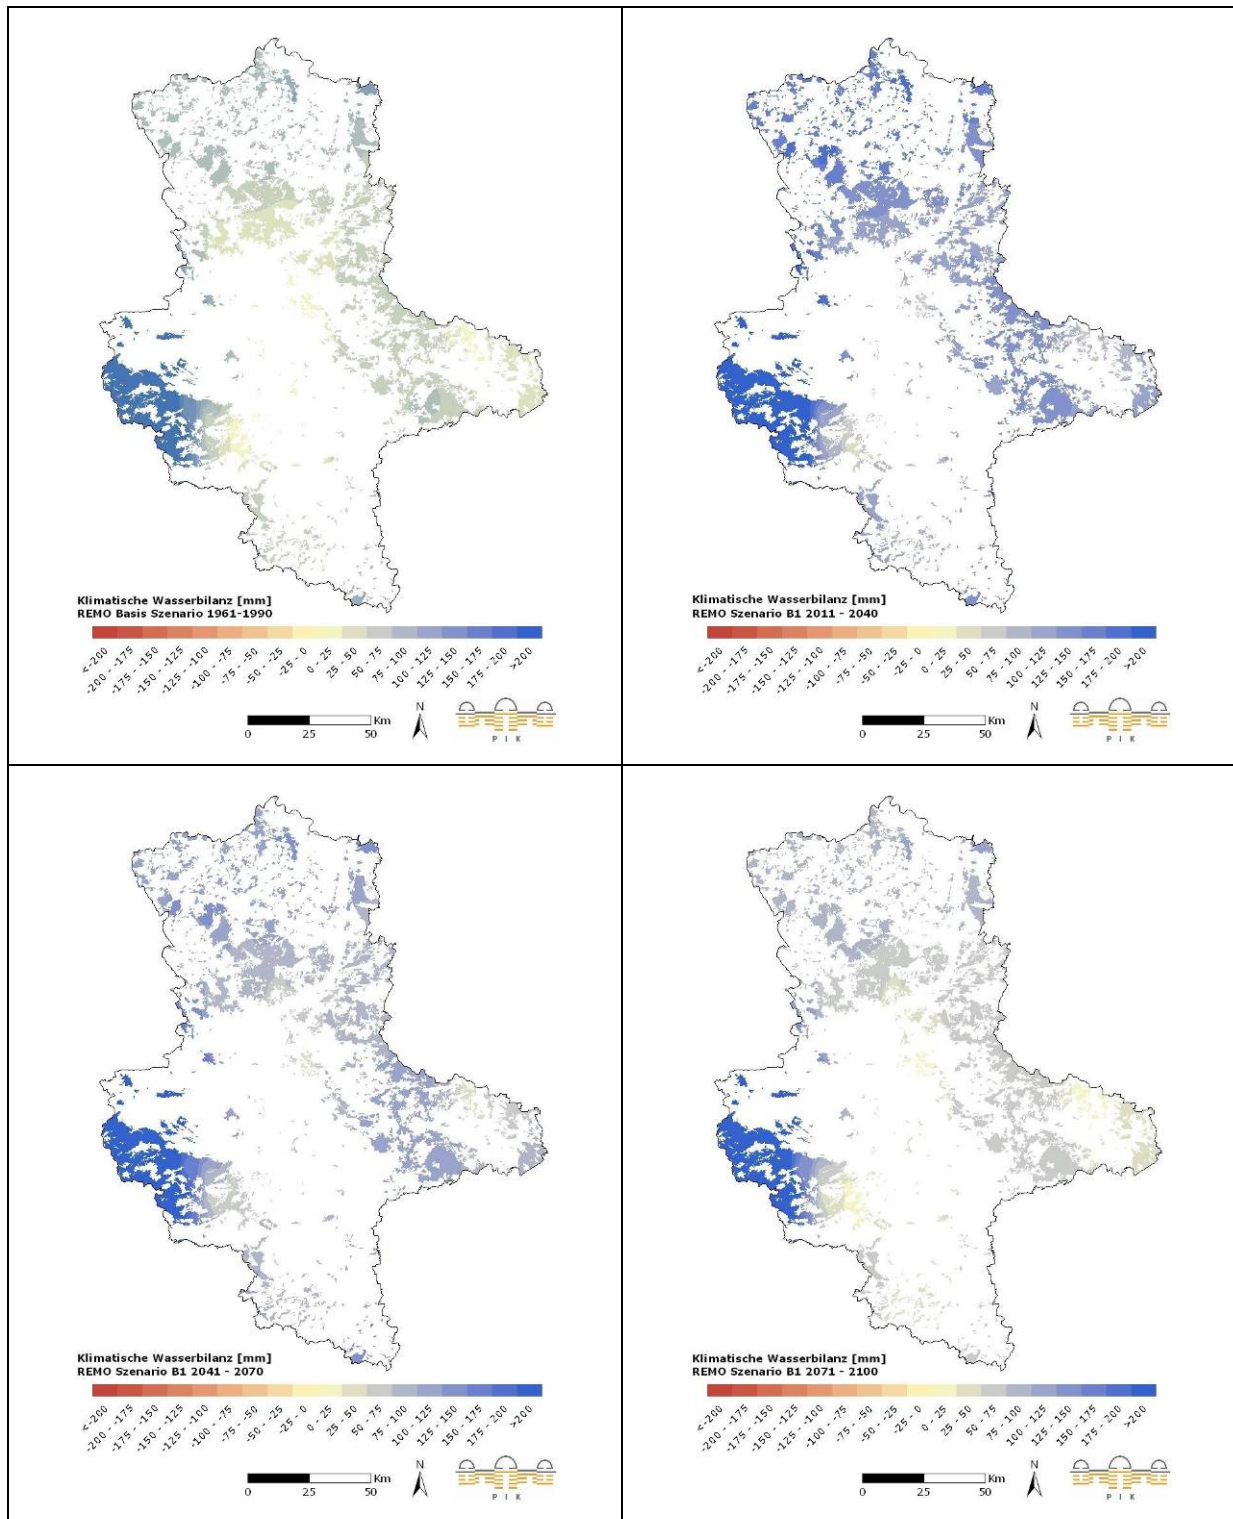 Klimatische Wasserbilanz [mm]
REMO Basis Szenario 1961-1990
<-200 -200 - -175 -175 - -150 -150 - -125 -125 - -100 -100 - -75 -75 - -50 -50 - -25 -25 - 0 0 - 25 25 - 50 50 - 75 75 - 100 100 - 125 125 - 150 150 - 175 175 - 200 >200
N
Km
0 25 50
P I K
Klimatische Wasserbilanz [mm]
REMO Szenario B1 2011 - 2040
<-200 -200 - -175 -175 - -150 -150 - -125 -125 - -100 -100 - -75 -75 - -50 -50 - -25 -25 - 0 0 - 25 25 - 50 50 - 75 75 - 100 100 - 125 125 - 150 150 - 175 175 - 200 >200
N
Km
0 25 50
P I K
Klimatische Wasserbilanz [mm]
REMO Szenario B1 2041 - 2070
<-200 -200 - -175 -175 - -150 -150 - -125 -125 - -100 -100 - -75 -75 - -50 -50 - -25 -25 - 0 0 - 25 25 - 50 50 - 75 75 - 100 100 - 125 125 - 150 150 - 175 175 - 200 >200
N
Km
0 25 50
P I K
Klimatische Wasserbilanz [mm]
REMO Szenario B1 2071 - 2100
<-200 -200 - -175 -175 - -150 -150 - -125 -125 - -100 -100 - -75 -75 - -50 -50 - -25 -25 - 0 0 - 25 25 - 50 50 - 75 75 - 100 100 - 125 125 - 150 150 - 175 175 - 200 >200
N
Km
0 25 50
P I K